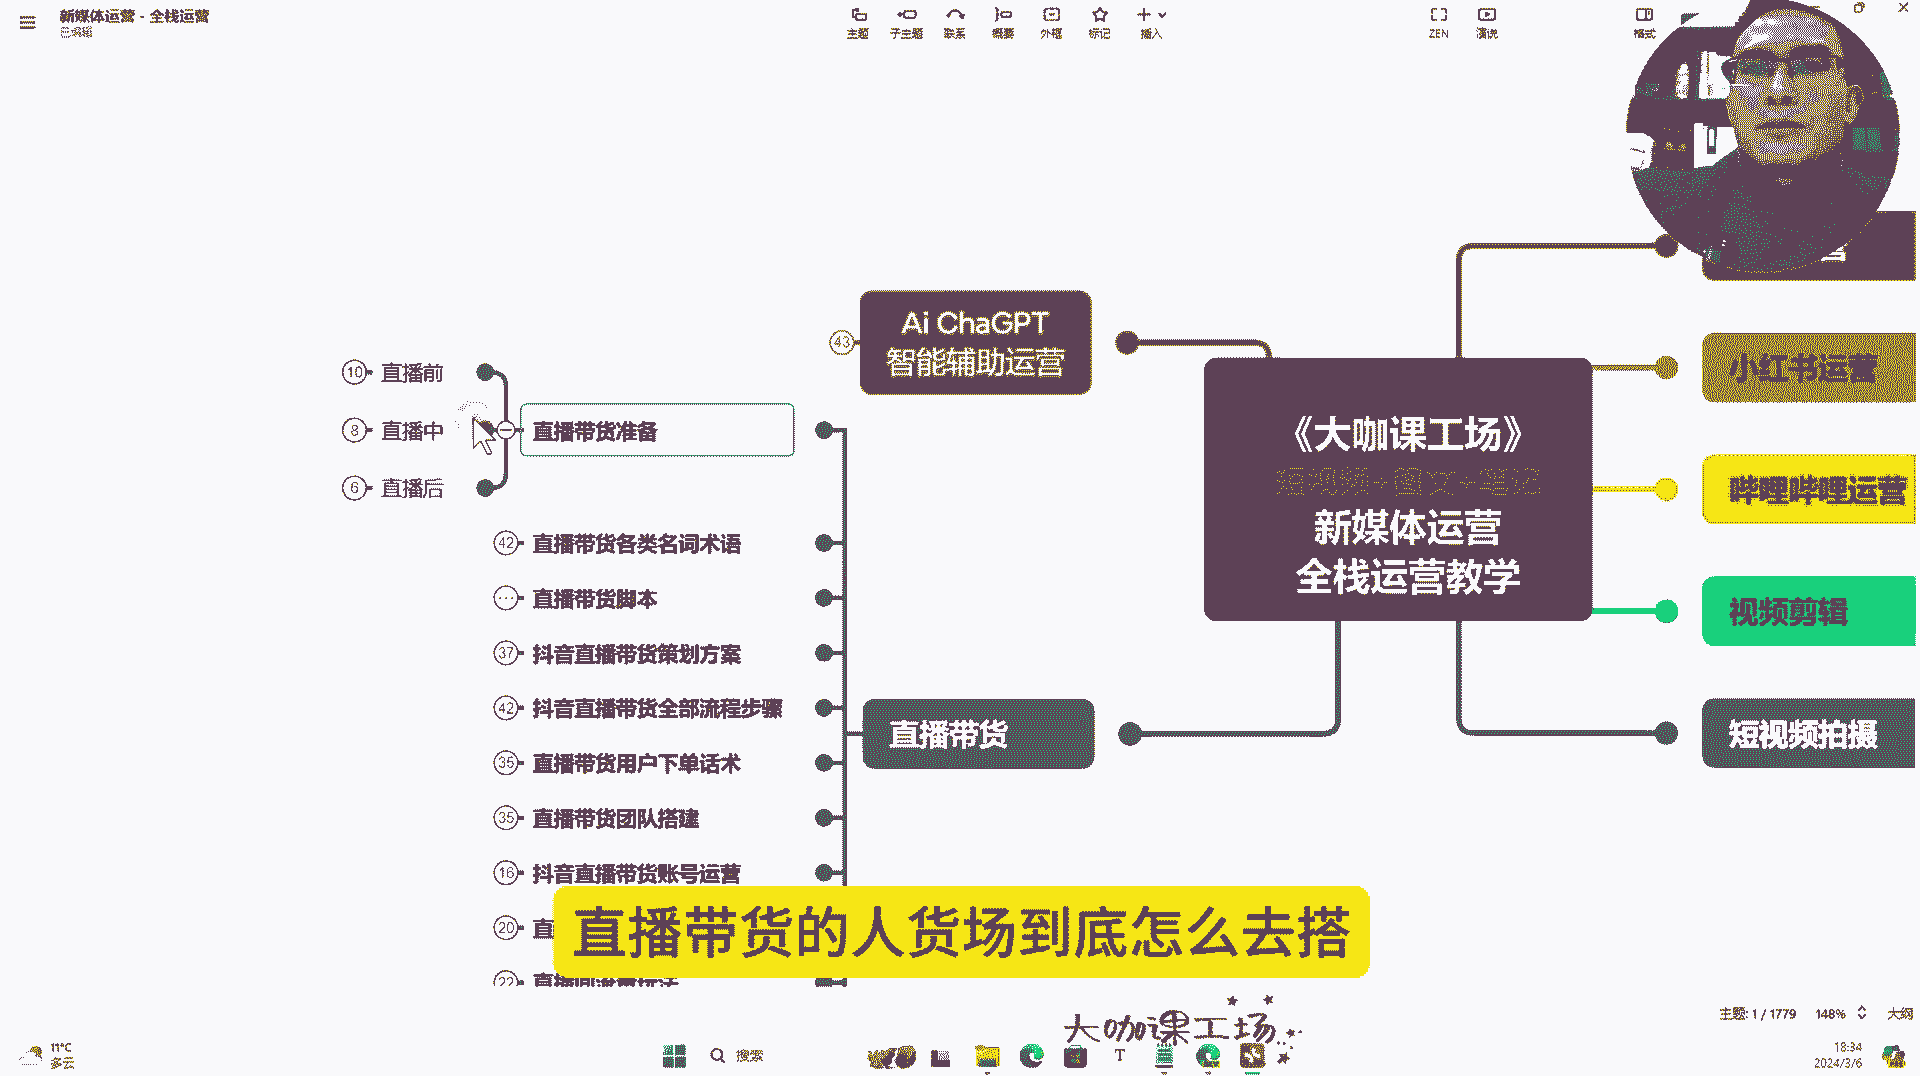 新媒体运营 - 全栈运营
已编辑
主题
子主题
联系
概要
外框
标记
插入
ZEN
演说
格式
43
Ai ChaGPT
智能辅助运营
10
直播前
8
直播中
6
直播后
直播带货准备
42
直播带货各类名词术语
直播带货脚本
37
抖音直播带货策划方案
42
抖音直播带货全部流程步骤
35
直播带货用户下单话术
35
直播带货团队搭建
16
抖音直播带货账号运营
20
直
22
直播带货
《大咖课工场》
新媒体运营
全栈运营教学
小红书运营
哔哩哔哩运营
视频剪辑
短视频拍摄
直播带货的人货场到底怎么去搭
大咖课工场
主题: 1 / 1779
148%
大纲
11°C
多云
搜索
18:34
2024/3/6